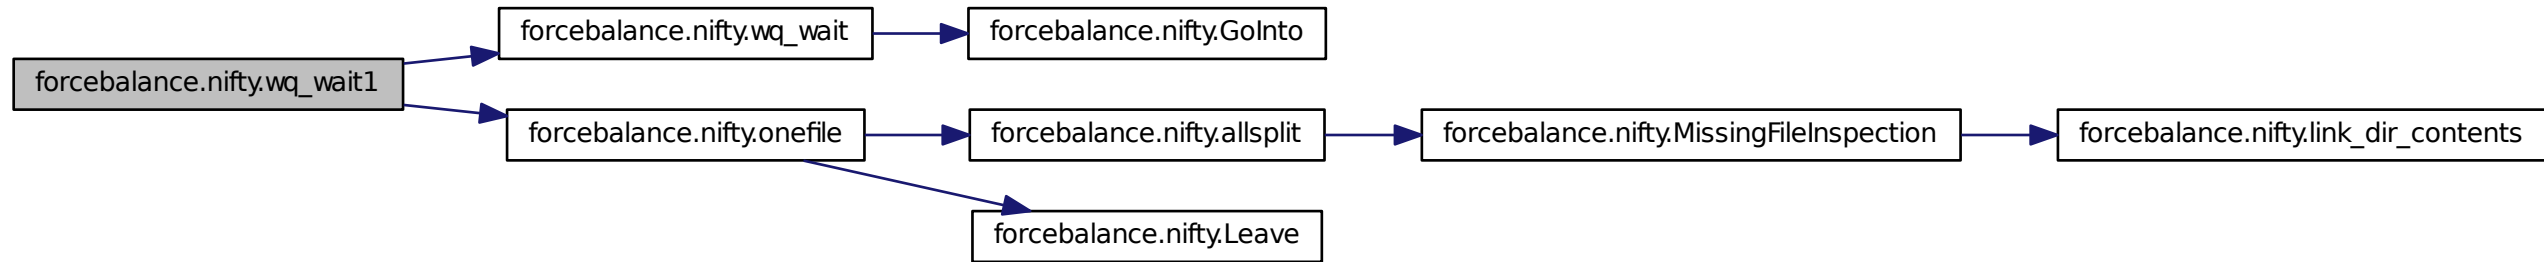 forcebalance.nifty.wq_wait
forcebalance.nifty.GoInto
forcebalance.nifty.wq_wait1
forcebalance.nifty.onefile
forcebalance.nifty.allsplit
forcebalance.nifty.MissingFileInspection
forcebalance.nifty.link_dir_contents
forcebalance.nifty.Leave